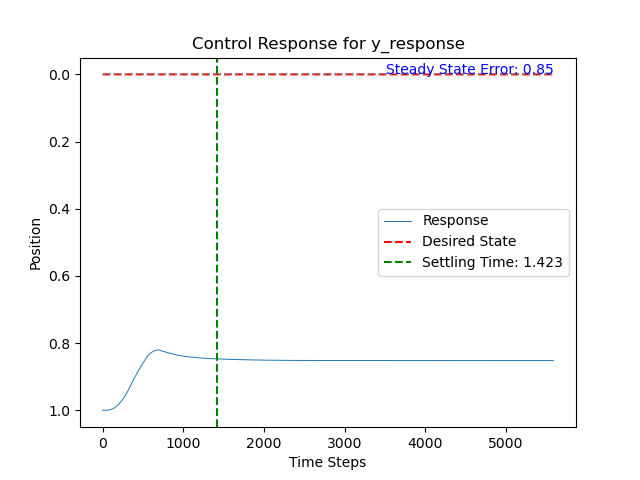 Control Response for y_response
Steady State Error: 0.85
0.0
0.2
0.4
0.6
0.8
1.0
Position
Response
Desired State
Settling Time: 1.423
0
1000
2000
3000
4000
5000
Time Steps